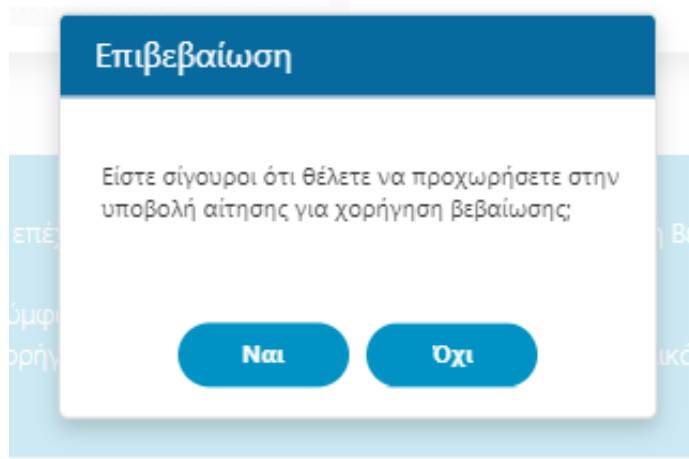 Επιβεβαίωση
Είστε σίγουροι ότι θέλετε να προχωρήσετε στην
υποβολή αίτησης για χορήγηση βεβαίωσης;
Ναι Όχι